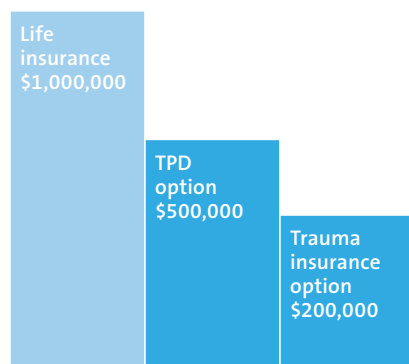 Life
insurance
$1,000,000
TPD
option
$500,000
Trauma
insurance
option
$200,000